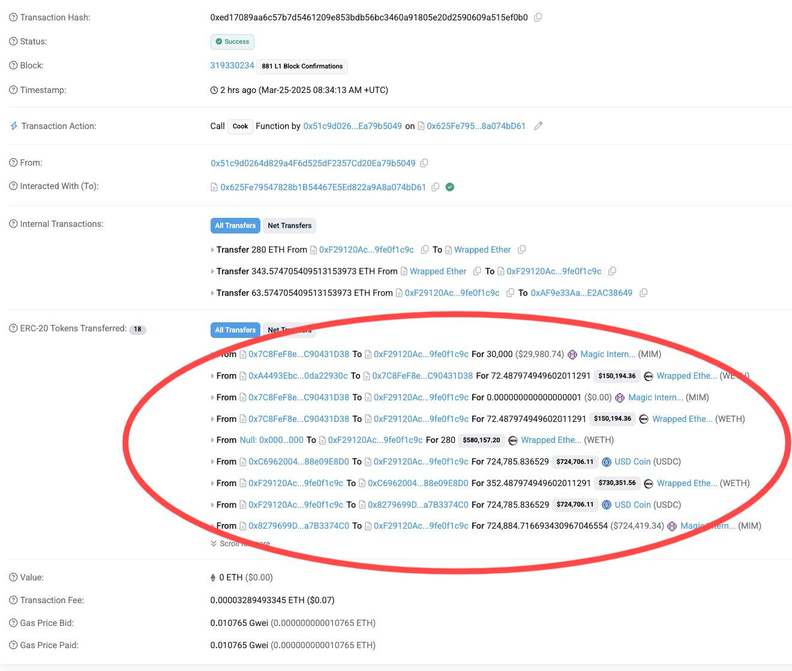 Transaction Hash: 0xed17089aa6c57b7d5461209e853bdb56bc3460a91805e20d2590609a515ef0b0
Status: Success
Block: 319330234 881 L1 Block Confirmations
Timestamp: 2 hrs ago (Mar-25-2025 08:34:13 AM +UTC)
Transaction Action: Call Cook Function by 0x51c9d026...Ea79b5049 on 0x625Fe795...8a074bD61
From: 0x51c9d0264d829a4F6d525dF2357Cd20Ea79b5049
Interacted With (To): 0x625Fe79547828b1B54467E5Ed822a9A8a074bD61
Internal Transactions: All Transfers Net Transfers
Transfer 280 ETH From 0xF29120Ac...9fe0f1c9c To Wrapped Ether
Transfer 343.574705409513153973 ETH From Wrapped Ether To 0xF29120Ac...9fe0f1c9c
Transfer 63.574705409513153973 ETH From 0xF29120Ac...9fe0f1c9c To 0xAF9e33Aa...E2AC38649
ERC-20 Tokens Transferred: 18 All Transfers Net Transfers
From 0x7C8FeF8e...C90431D38 To 0xF29120Ac...9fe0f1c9c For 30,000 ($29,980.74) Magic Intern... (MIM)
From 0xA4493Ebc...0da22930c To 0x7C8FeF8e...C90431D38 For 72.487974949602011291 $150,194.36 Wrapped Ethe... (WETH)
From 0x7C8FeF8e...C90431D38 To 0xF29120Ac...9fe0f1c9c For 0.000000000000000001 ($0.00) Magic Intern... (MIM)
From 0x7C8FeF8e...C90431D38 To 0xF29120Ac...9fe0f1c9c For 72.487974949602011291 $150,194.36 Wrapped Ethe... (WETH)
From Null: 0x000...000 To 0xF29120Ac...9fe0f1c9c For 280 $580,157.20 Wrapped Ethe... (WETH)
From 0xC6962004...88e09E8D0 To 0xF29120Ac...9fe0f1c9c For 724,785.836529 $724,706.11 USD Coin (USDC)
From 0xF29120Ac...9fe0f1c9c To 0xC6962004...88e09E8D0 For 352.487974949602011291 $730,351.56 Wrapped Ethe... (WETH)
From 0xF29120Ac...9fe0f1c9c To 0x8279699D...a7B3374C0 For 724,785.836529 $724,706.11 USD Coin (USDC)
From 0x8279699D...a7B3374C0 To 0xF29120Ac...9fe0f1c9c For 724,884.716693430967046554 ($724,419.34) Magic Intern... (MIM)
Value: 0 ETH ($0.00)
Transaction Fee: 0.00003289493345 ETH ($0.07)
Gas Price Bid: 0.010765 Gwei (0.000000000010765 ETH)
Gas Price Paid: 0.010765 Gwei (0.000000000010765 ETH)